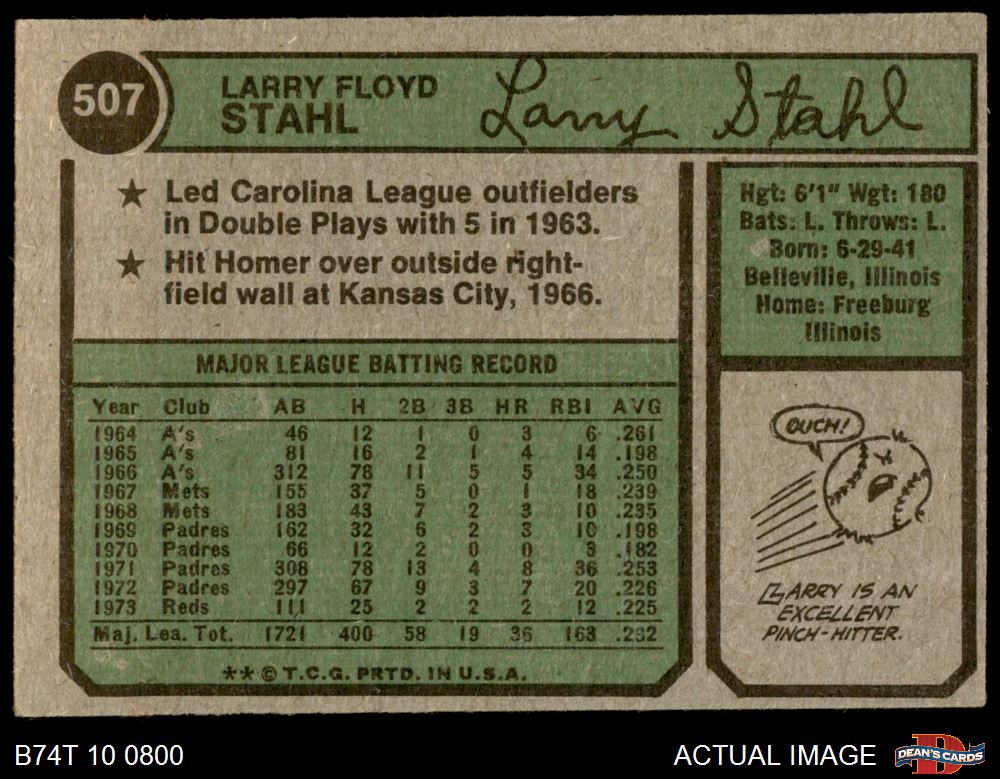 507
LARRY FLOYD
STAHL
Larry Stahl
★ Led Carolina League outfielders
in Double Plays with 5 in 1963.
★ Hit Homer over outside right-
field wall at Kansas City, 1966.
Hgt: 6'1" Wgt: 180
Bats: L. Throws: L.
Born: 6-29-41
Belleville, Illinois
Home: Freeburg
Illinois
MAJOR LEAGUE BATTING RECORD
Year Club AB H 2B 3B HR RBI AVG
1964 A's 46 12 1 0 3 6 .261
1965 A's 81 16 2 1 4 14 .198
1966 A's 312 78 11 5 5 34 .250
1967 Mets 155 37 5 0 1 18 .239
1968 Mets 183 43 7 2 3 10 .235
1969 Padres 162 32 6 2 3 10 .198
1970 Padres 66 12 2 0 0 3 .182
1971 Padres 308 78 13 4 8 36 .253
1972 Padres 297 67 9 3 7 20 .226
1973 Reds 111 25 2 2 2 12 .225
Maj. Lea. Tot. 1721 400 58 19 36 163 .232
** © T.C.G. PRTD. IN U.S.A.
OUCH!
LARRY IS AN
EXCELLENT
PINCH-HITTER.
B74T 10 0800
ACTUAL IMAGE
DEAN'S CARDS